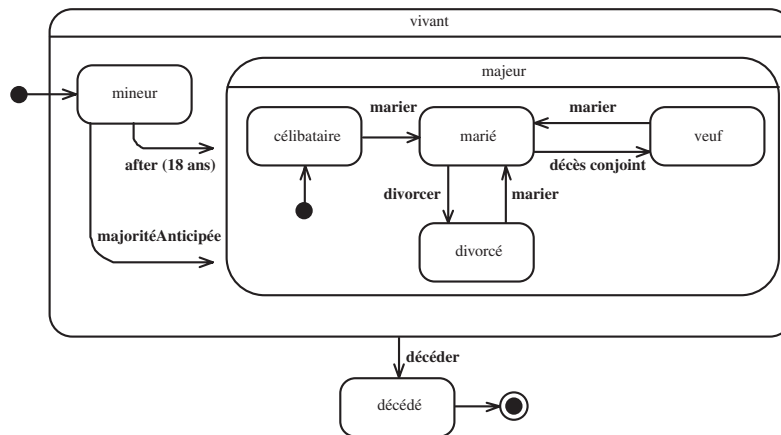 vivant
mineur
majeur
célibataire
marier
marié
marier
veuf
after (18 ans)
décès conjoint
divorcer
marier
majoritéAnticipée
divorcé
décéder
décédé